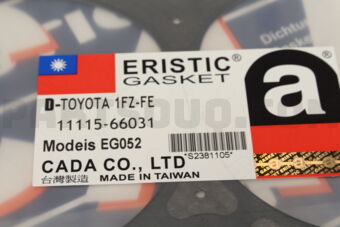 ERISTIC®
GASKET
D-TOYOTA 1FZ-FE
11115-66031
Modeis EG052
*S2381105*
CADA CO., LTD
台灣製造 MADE IN TAIWAN
a
Dichtun